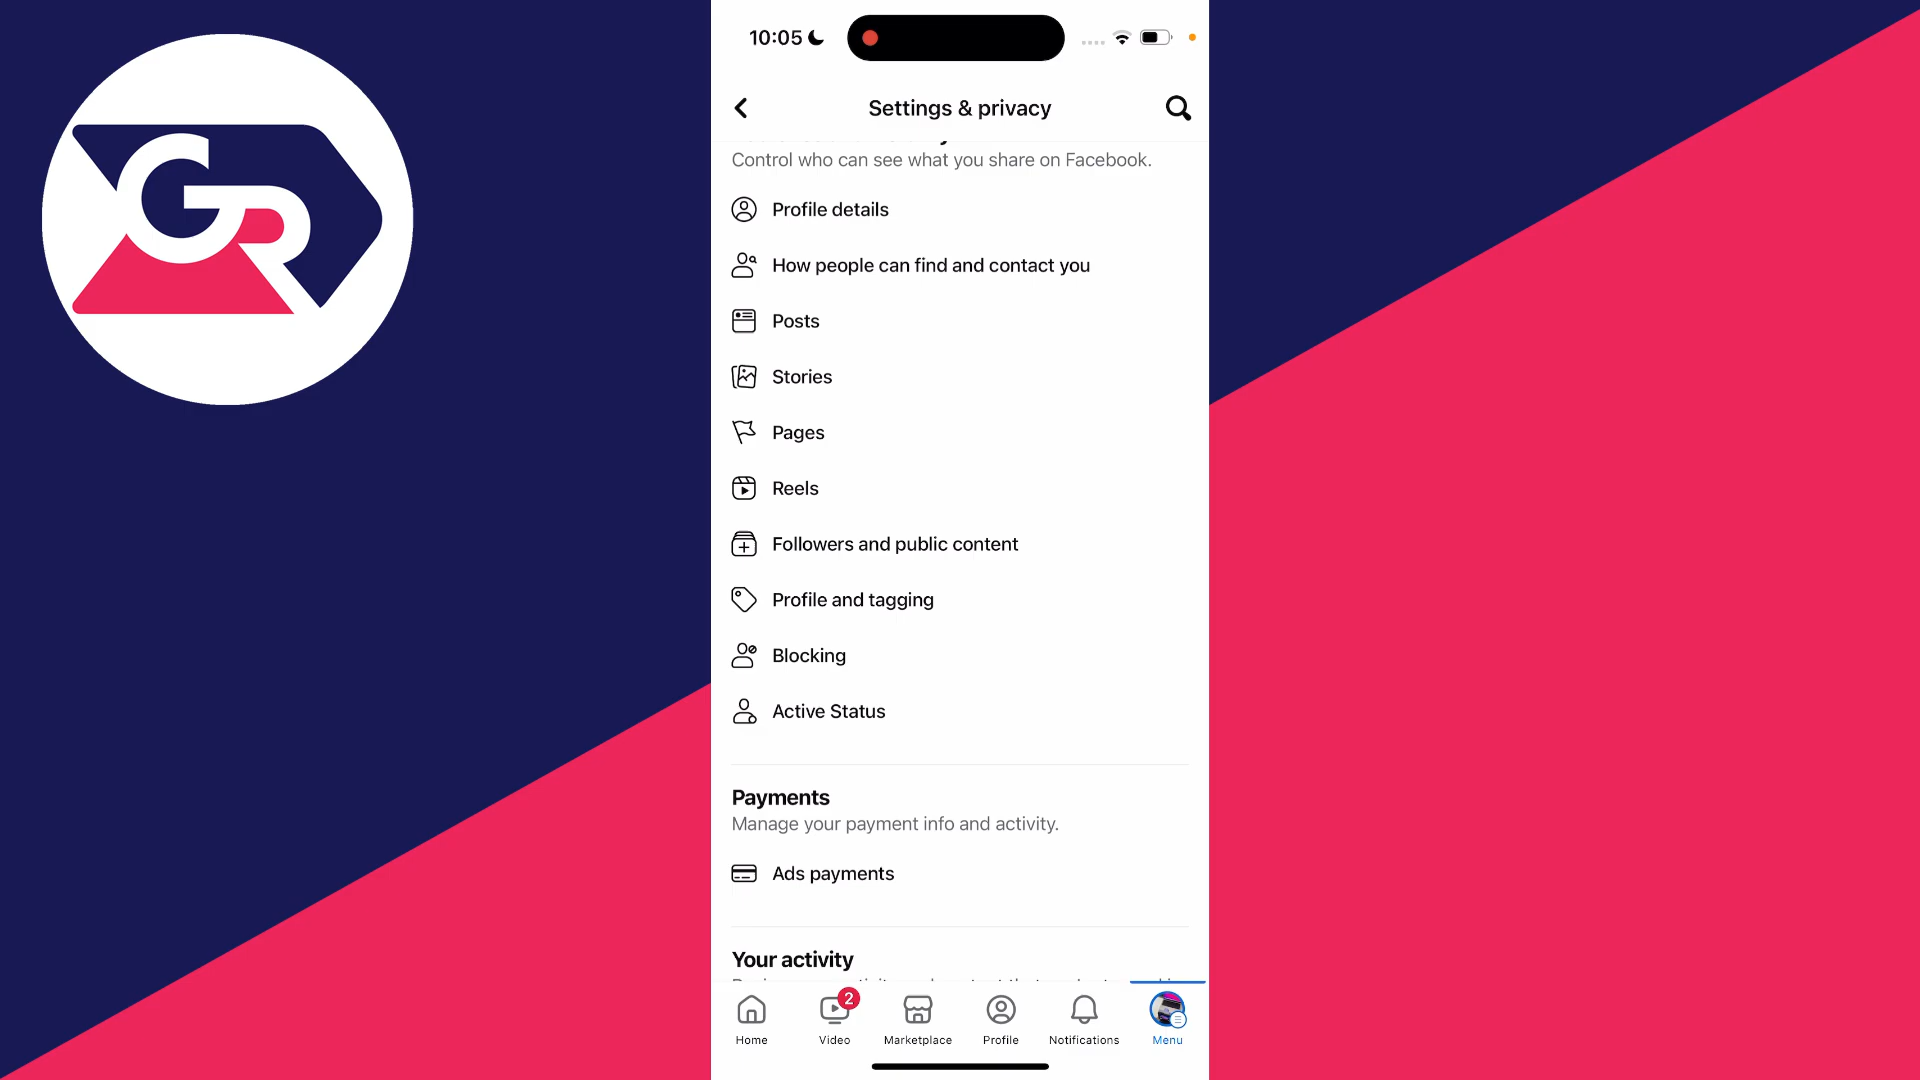 GR
10:05
Settings & privacy
Control who can see what you share on Facebook.
Profile details
How people can find and contact you
Posts
Stories
Pages
Reels
Followers and public content
Profile and tagging
Blocking
Active Status
Payments
Manage your payment info and activity.
Ads payments
Your activity
2
Home
Video
Marketplace
Profile
Notifications
Menu